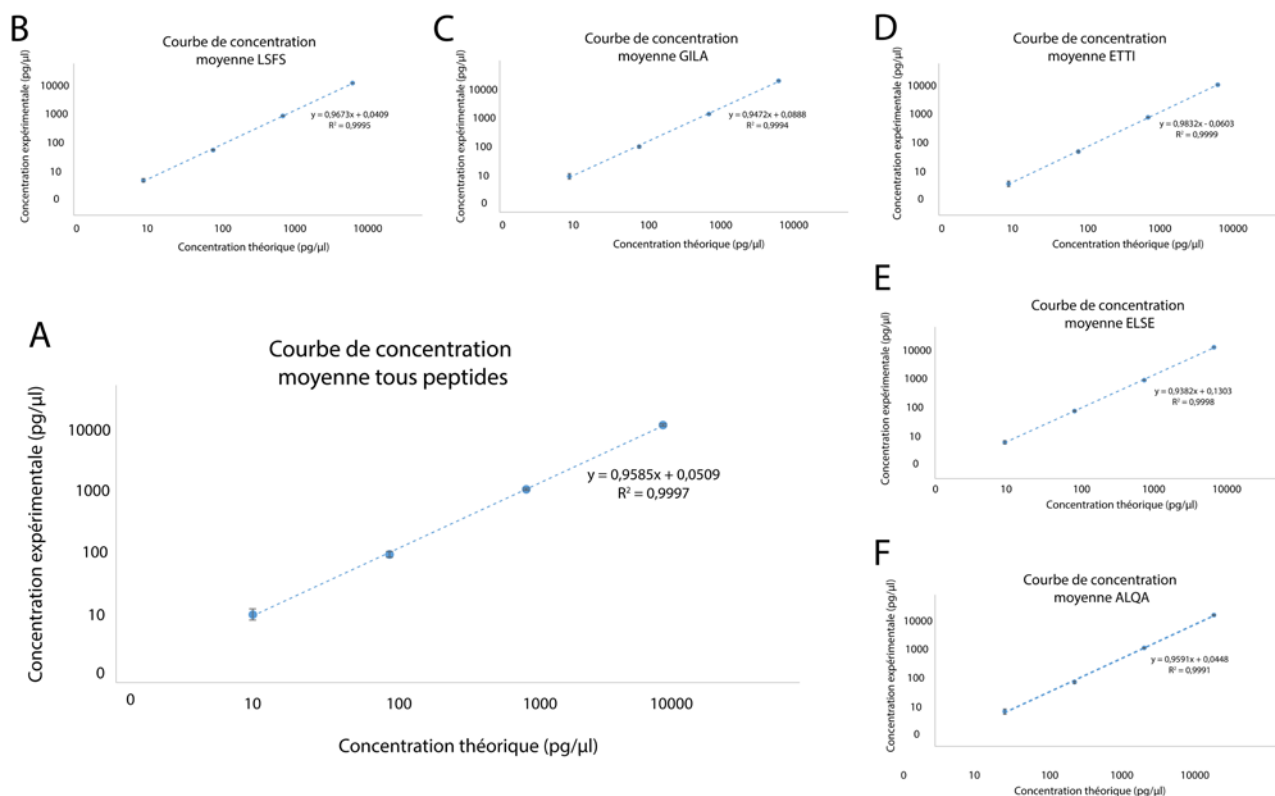 B
Courbe de concentration
moyenne LSFS
Concentration expérimentale (pg/µl)
10000
1000
100
10
0
y = 0,9673x + 0,0409
R² = 0,9995
0
10
100
1000
10000
Concentration théorique (pg/µl)
C
Courbe de concentration
moyenne GILA
Concentration expérimentale (pg/µl)
10000
1000
100
10
0
y = 0,9472x + 0,0888
R² = 0,9994
0
10
100
1000
10000
Concentration théorique (pg/µl)
D
Courbe de concentration
moyenne ETTI
Concentration expérimentale (pg/µl)
10000
1000
100
10
0
y = 0,9832x - 0,0603
R² = 0,9999
0
10
100
1000
10000
Concentration théorique (pg/µl)
E
Courbe de concentration
moyenne ELSE
Concentration expérimentale (pg/µl)
10000
1000
100
10
0
y = 0,9382x + 0,1303
R² = 0,9998
0
10
100
1000
10000
Concentration théorique (pg/µl)
A
Courbe de concentration
moyenne tous peptides
Concentration expérimentale (pg/µl)
10000
1000
100
10
0
y = 0,9585x + 0,0509
R² = 0,9997
0
10
100
1000
10000
Concentration théorique (pg/µl)
F
Courbe de concentration
moyenne ALQA
Concentration expérimentale (pg/µl)
10000
1000
100
10
0
y = 0,9591x + 0,0448
R² = 0,9991
0
10
100
1000
10000
Concentration théorique (pg/µl)